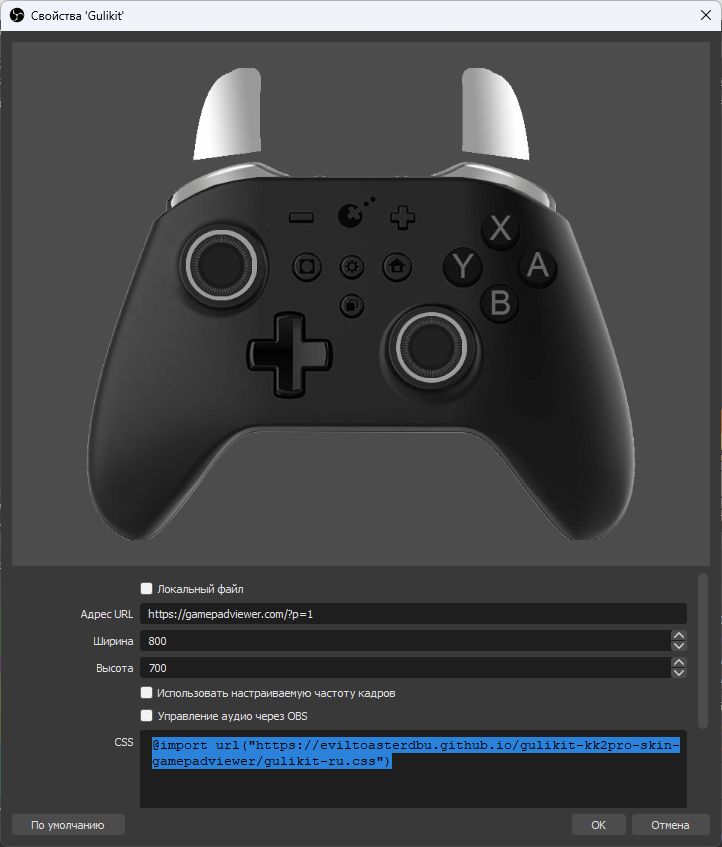 Свойства 'Gulikit'
X
Y
A
B
Локальный файл
Адрес URL https://gamepadviewer.com/?p=1
Ширина 800
Высота 700
Использовать настраиваемую частоту кадров
Управление аудио через OBS
CSS @import url("https://eviltoasterdbu.github.io/gulikit-kk2pro-skin-
gamepadviewer/gulikit-ru.css")
По умолчанию OK Отмена